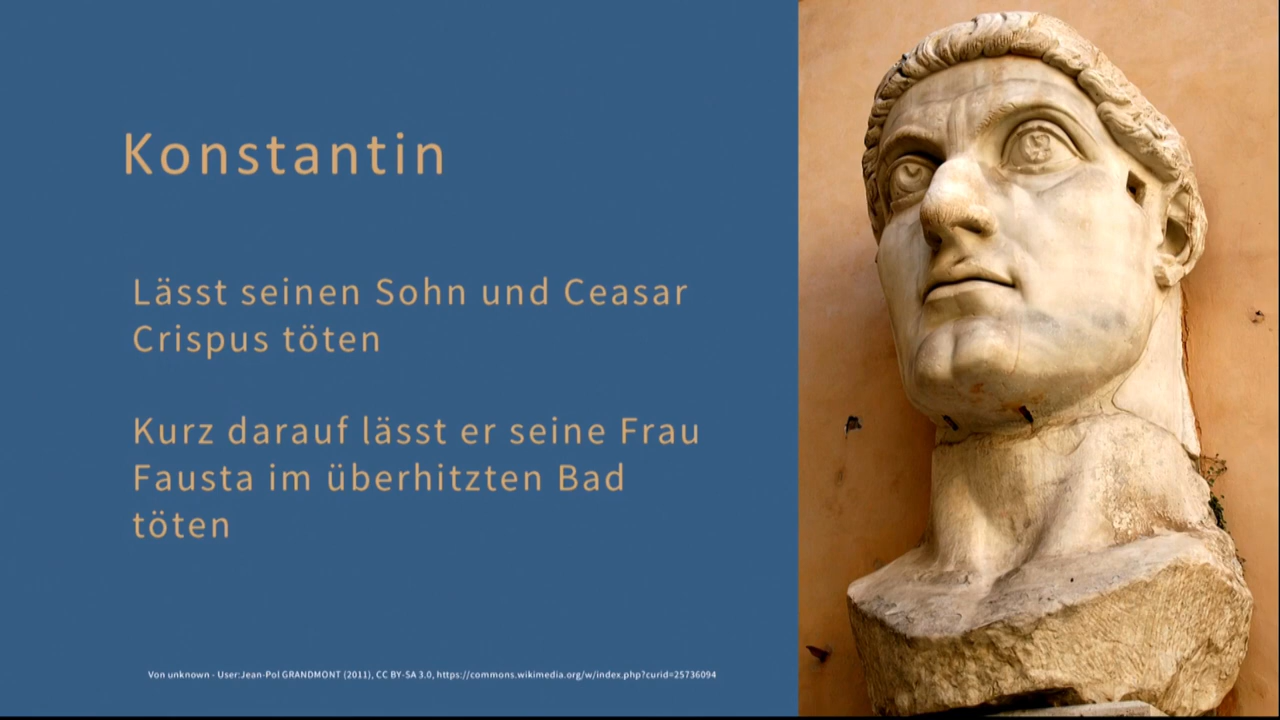 Konstantin
Lässt seinen Sohn und Ceasar
Crispus töten
Kurz darauf lässt er seine Frau
Fausta im überhitzten Bad
töten
Von unknown - User:Jean-Pol GRANDMONT (2011), CC BY-SA 3.0, https://commons.wikimedia.org/w/index.php?curid=25736094